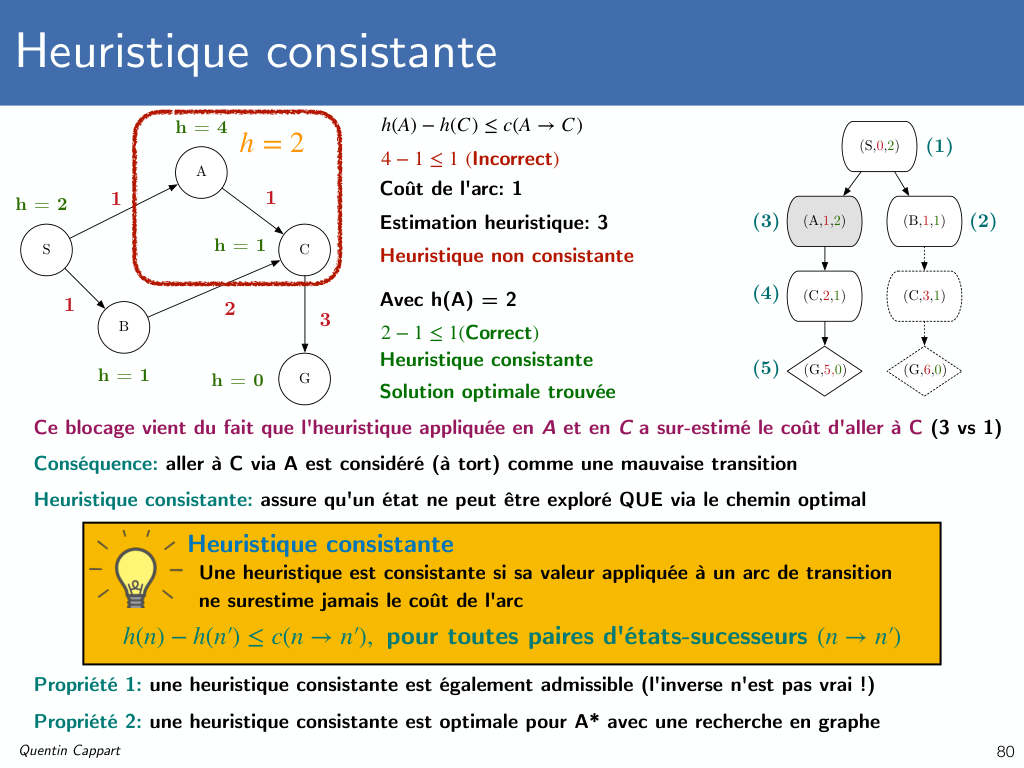 Heuristique consistante
h = 4
h = 2
A
h = 2
1
1
S
h = 1
C
1
2
3
B
h = 1
h = 0
G
h(A) − h(C) ≤ c(A → C)
4 − 1 ≤ 1 (Incorrect)
Coût de l'arc: 1
Estimation heuristique: 3
Heuristique non consistante
Avec h(A) = 2
2 − 1 ≤ 1(Correct)
Heuristique consistante
Solution optimale trouvée
(S,0,2) (1)
(3) (A,1,2) (B,1,1) (2)
(4) (C,2,1) (C,3,1)
(5) (G,5,0) (G,6,0)
Ce blocage vient du fait que l'heuristique appliquée en A et en C a sur-estimé le coût d'aller à C (3 vs 1)
Conséquence: aller à C via A est considéré (à tort) comme une mauvaise transition
Heuristique consistante: assure qu'un état ne peut être exploré QUE via le chemin optimal
Heuristique consistante
Une heuristique est consistante si sa valeur appliquée à un arc de transition
ne surestime jamais le coût de l'arc
h(n) − h(n′) ≤ c(n → n′), pour toutes paires d'états-sucesseurs (n → n′)
Propriété 1: une heuristique consistante est également admissible (l'inverse n'est pas vrai !)
Propriété 2: une heuristique consistante est optimale pour A* avec une recherche en graphe
Quentin Cappart
80